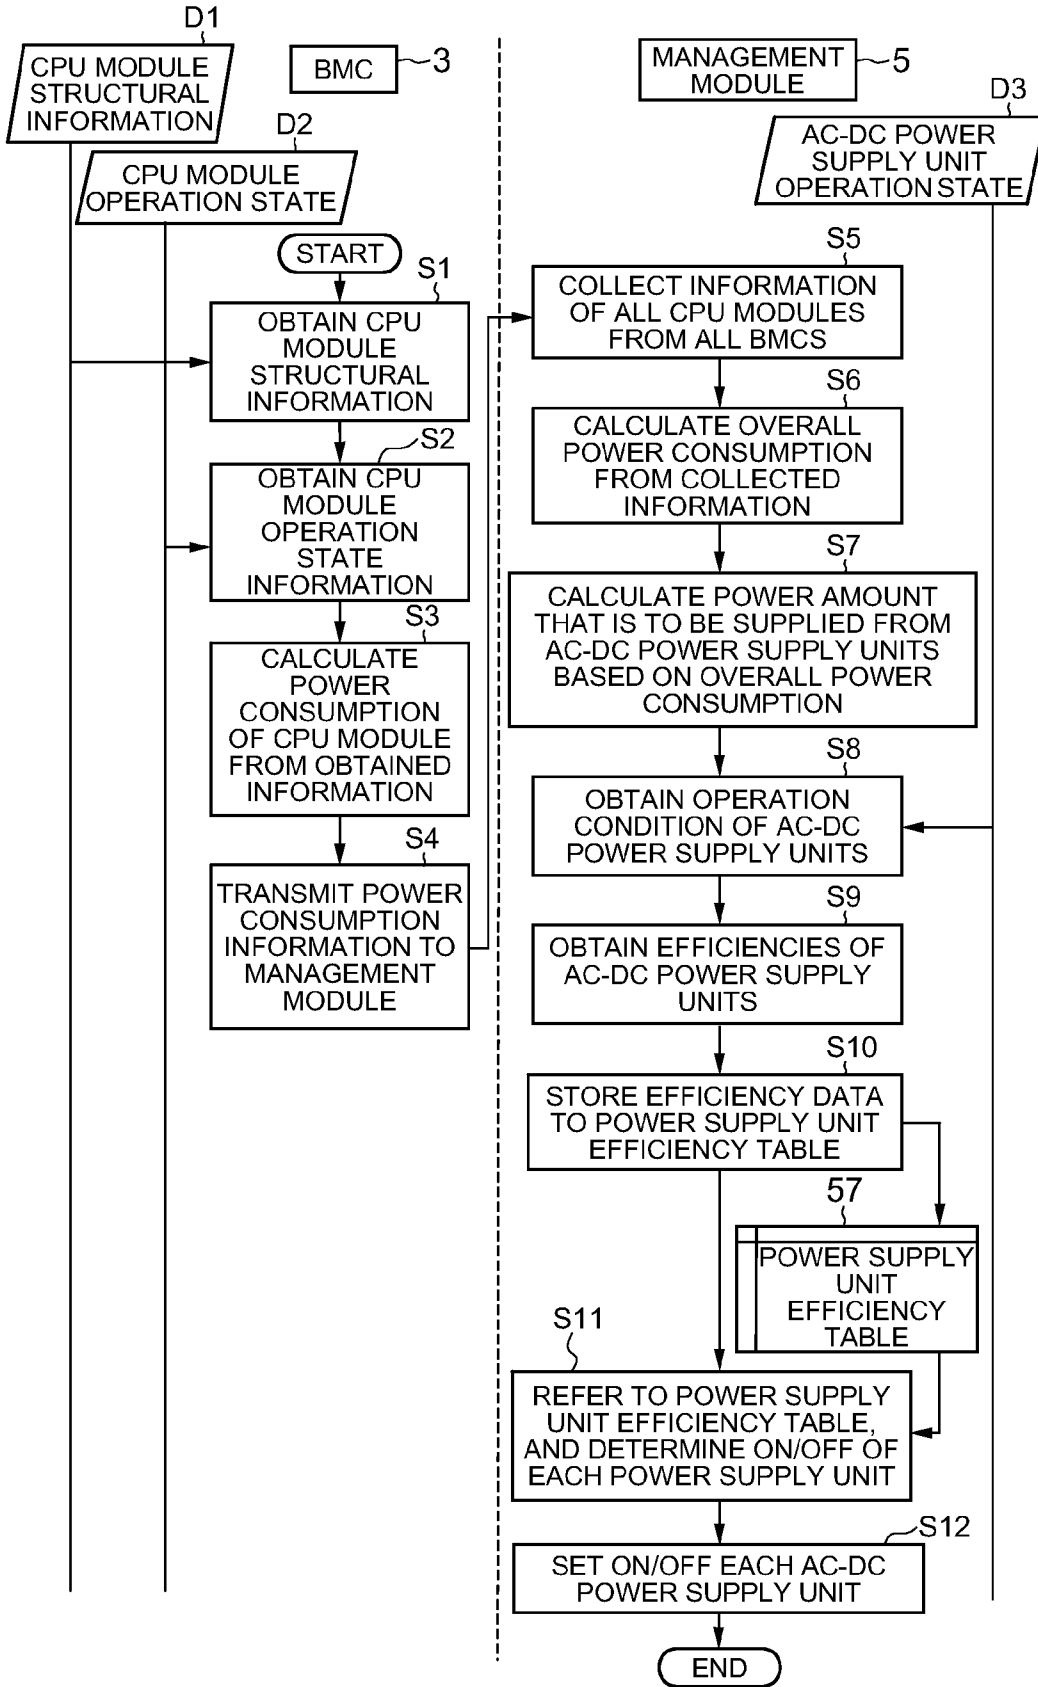 D1
CPU MODULE
STRUCTURAL
INFORMATION
BMC
3
D2
CPU MODULE
OPERATION STATE
START
S1
OBTAIN CPU
MODULE
STRUCTURAL
INFORMATION
S2
OBTAIN CPU
MODULE
OPERATION
STATE
INFORMATION
S3
CALCULATE
POWER
CONSUMPTION
OF CPU MODULE
FROM OBTAINED
INFORMATION
S4
TRANSMIT POWER
CONSUMPTION
INFORMATION TO
MANAGEMENT
MODULE
MANAGEMENT
MODULE
5
D3
AC-DC POWER
SUPPLY UNIT
OPERATION STATE
S5
COLLECT INFORMATION
OF ALL CPU MODULES
FROM ALL BMCS
S6
CALCULATE OVERALL
POWER CONSUMPTION
FROM COLLECTED
INFORMATION
S7
CALCULATE POWER AMOUNT
THAT IS TO BE SUPPLIED FROM
AC-DC POWER SUPPLY UNITS
BASED ON OVERALL POWER
CONSUMPTION
S8
OBTAIN OPERATION
CONDITION OF AC-DC
POWER SUPPLY UNITS
S9
OBTAIN EFFICIENCIES OF
AC-DC POWER SUPPLY
UNITS
S10
STORE EFFICIENCY DATA
TO POWER SUPPLY UNIT
EFFICIENCY TABLE
57
POWER SUPPLY
UNIT
EFFICIENCY
TABLE
S11
REFER TO POWER SUPPLY
UNIT EFFICIENCY TABLE,
AND DETERMINE ON/OFF OF
EACH POWER SUPPLY UNIT
S12
SET ON/OFF EACH AC-DC
POWER SUPPLY UNIT
END